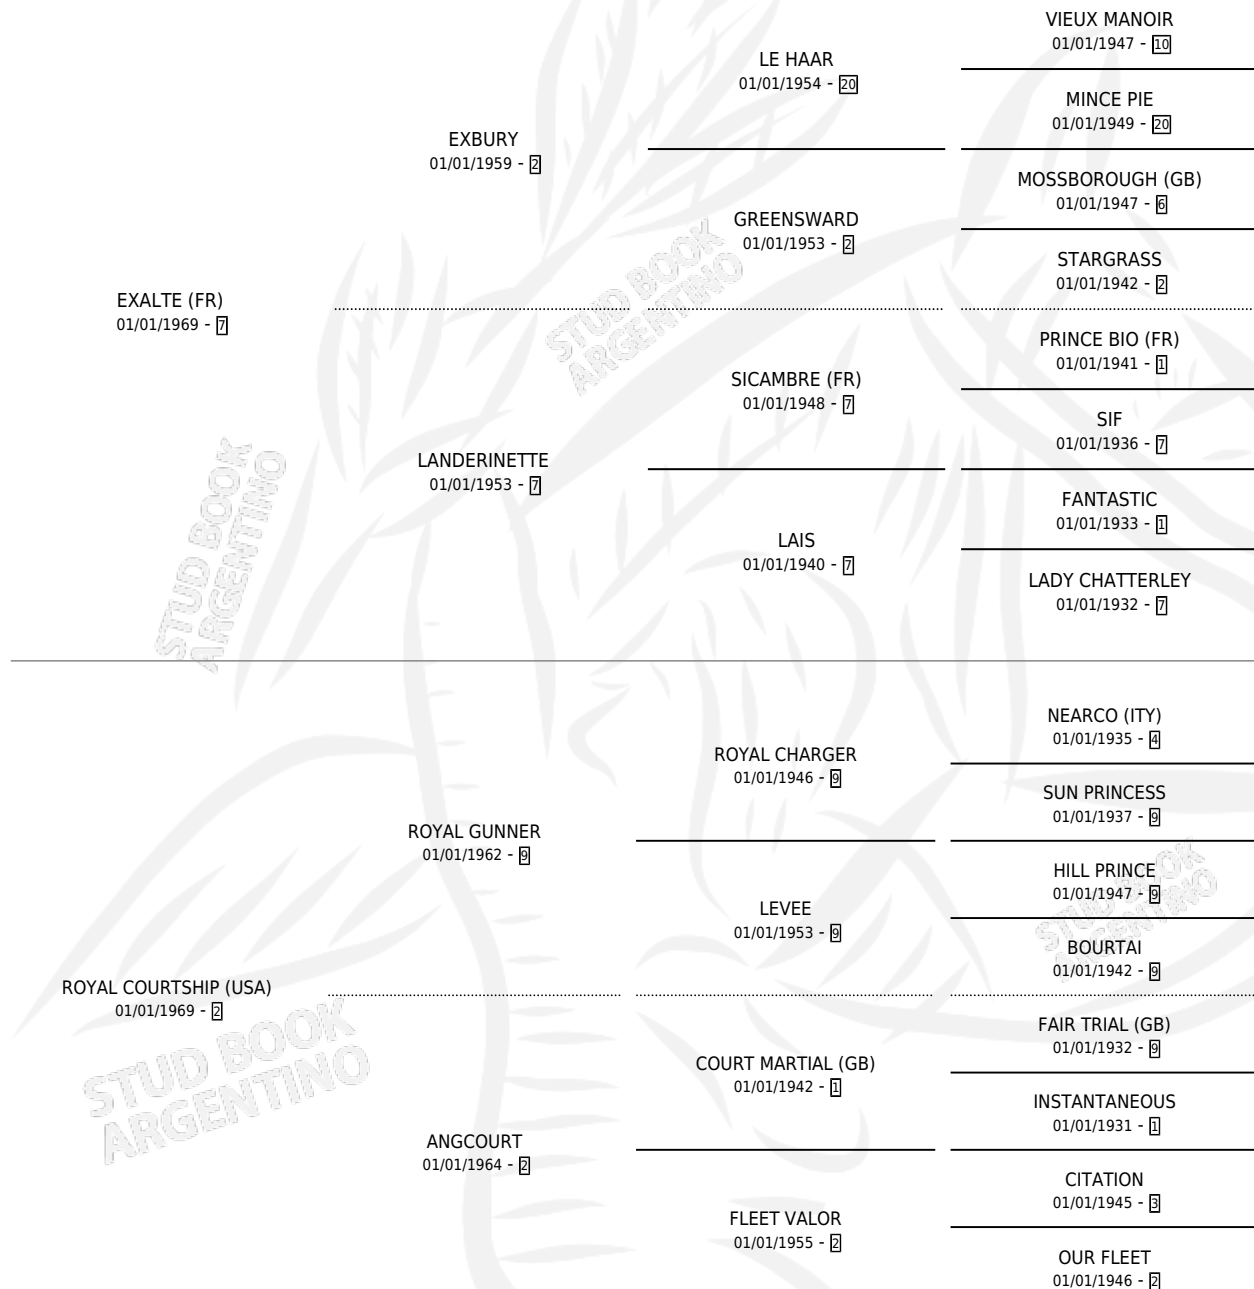 VIEUX MANOIR
01/01/1947 - 10
LE HAAR
01/01/1954 - 20
MINCE PIE
01/01/1949 - 20
EXBURY
01/01/1959 - 2
MOSSBOROUGH (GB)
01/01/1947 - 6
GREENSWARD
01/01/1953 - 2
STARGRASS
01/01/1942 - 2
STUD BOOK
ARGENTINO
EXALTE (FR)
01/01/1969 - 7
PRINCE BIO (FR)
01/01/1941 - 1
SICAMBRE (FR)
01/01/1948 - 7
SIF
01/01/1936 - 7
LANDERINETTE
01/01/1953 - 7
FANTASTIC
01/01/1933 - 1
LAIS
01/01/1940 - 7
LADY CHATTERLEY
01/01/1932 - 7
STUD BOOK
ARGENTINO
NEARCO (ITY)
01/01/1935 - 4
ROYAL CHARGER
01/01/1946 - 9
SUN PRINCESS
01/01/1937 - 9
ROYAL GUNNER
01/01/1962 - 9
HILL PRINCE
01/01/1947 - 9
LEVEE
01/01/1953 - 9
BOURTAI
01/01/1942 - 9
STUD BOOK
ARGENTINO
ROYAL COURTSHIP (USA)
01/01/1969 - 2
FAIR TRIAL (GB)
01/01/1932 - 9
COURT MARTIAL (GB)
01/01/1942 - 1
INSTANTANEOUS
01/01/1931 - 1
STUD BOOK
ARGENTINO
ANGCOURT
01/01/1964 - 2
CITATION
01/01/1945 - 3
FLEET VALOR
01/01/1955 - 2
OUR FLEET
01/01/1946 - 2